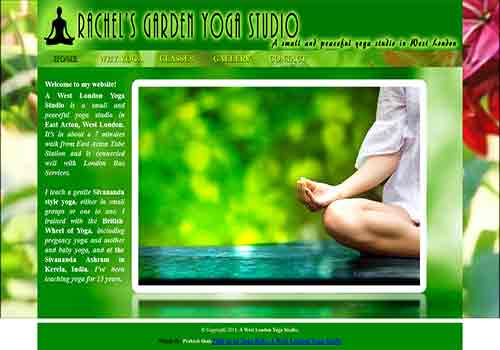 RACHEL'S GARDEN YOGA STUDIO
A small and peaceful yoga studio in West London
HOME WHY YOGA CLASSES GALLERY CONTACT
Welcome to my website!
A West London Yoga
Studio is a small and
peaceful yoga studio in
East Acton, West London.
It's in about a 7 minutes
walk from East Acton Tube
Station and is connected
well with London Bus
Services.
I teach a gentle Sivananda
style yoga, either in small
groups or one to one. I
trained with the British
Wheel of Yoga, including
pregnancy yoga and mother
and baby yoga, and at the
Sivananda Ashram in
Kerela, India. I've been
teaching yoga for 15 years.
© Copyright 2011, A West London Yoga Studio.
A West London Yoga Studio